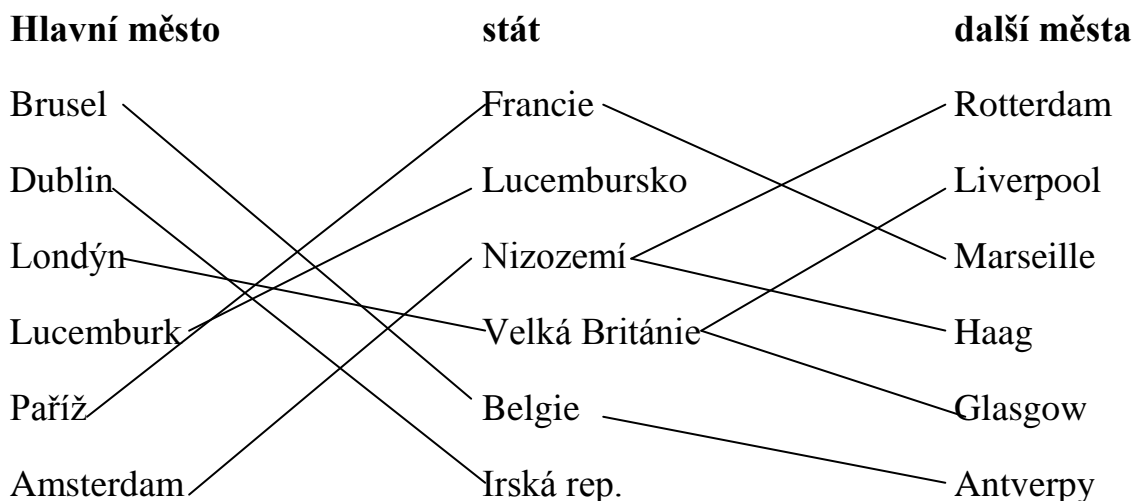 Hlavní město stát další města
Brusel Francie Rotterdam
Dublin Lucembursko Liverpool
Londýn Nizozemí Marseille
Lucemburk Velká Británie Haag
Paříž Belgie Glasgow
Amsterdam Irská rep. Antverpy